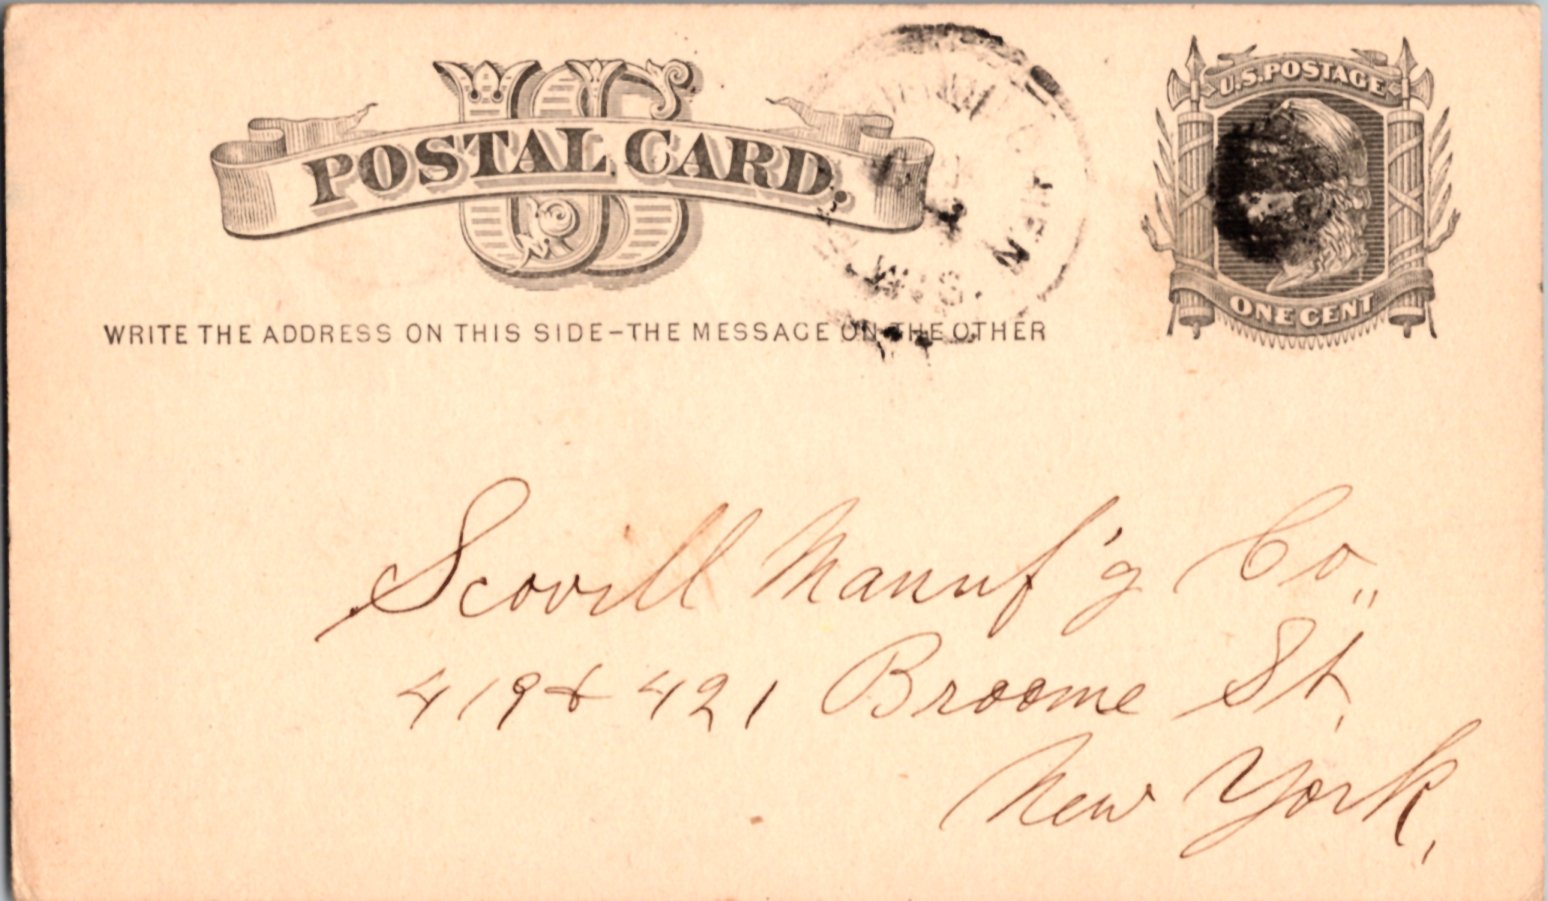 US
POSTAL CARD.
U.S. POSTAGE
ONE CENT
WRITE THE ADDRESS ON THIS SIDE–THE MESSAGE ON THE OTHER
Scovill Manuf'g Co.,
419 & 421 Broome St.
New York,